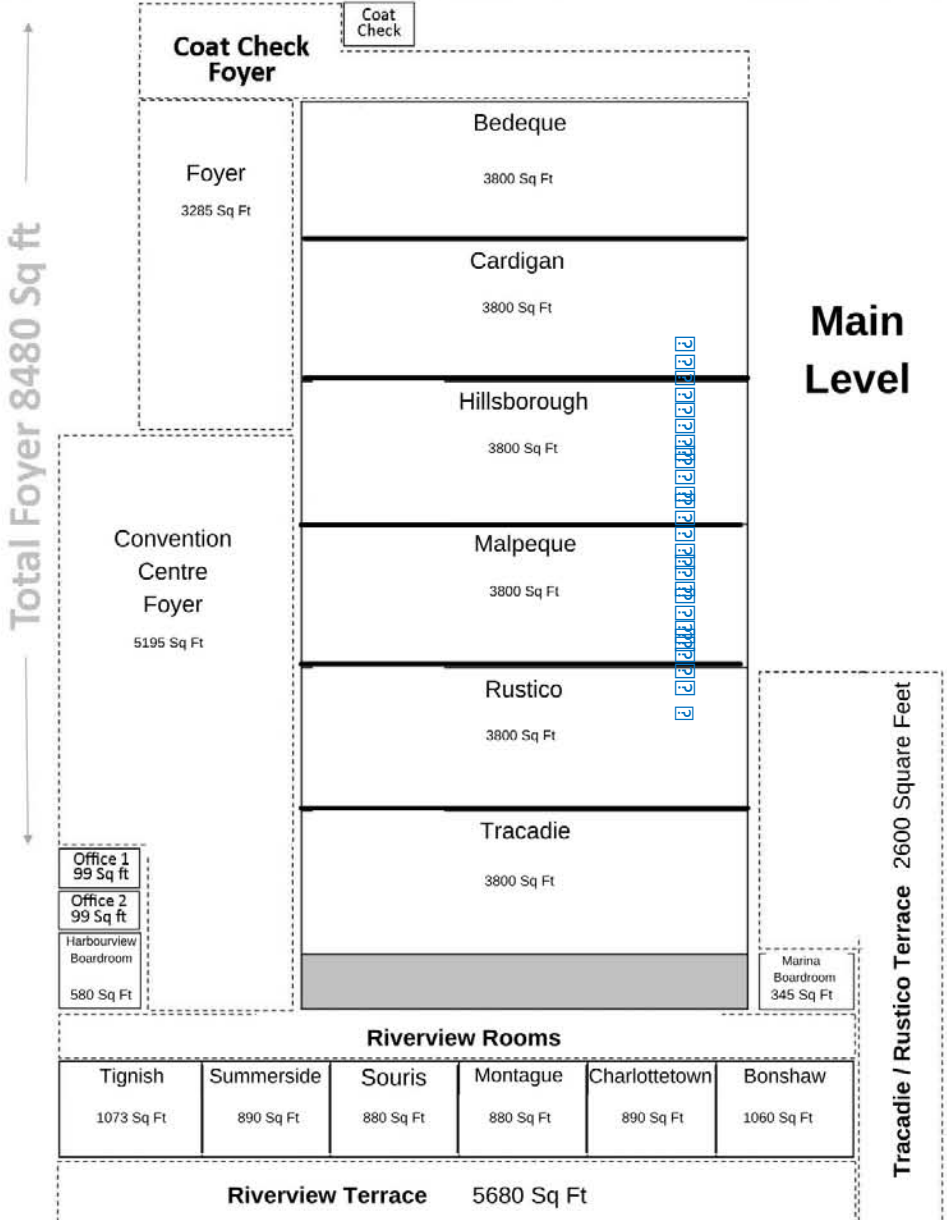 Coat
Check
Coat Check
Foyer
Total Foyer 8480 Sq ft
Foyer
3285 Sq Ft
Bedeque
3800 Sq Ft
Cardigan
3800 Sq Ft
Main
Level
Hillsborough
3800 Sq Ft
Convention
Centre
Foyer
5195 Sq Ft
Malpeque
3800 Sq Ft
Rustico
3800 Sq Ft
Tracadie
3800 Sq Ft
Tracadie / Rustico Terrace 2600 Square Feet
Office 1
99 Sq ft
Office 2
99 Sq ft
Harbourview
Boardroom
580 Sq Ft
Marina
Boardroom
345 Sq Ft
Riverview Rooms
Tignish
1073 Sq Ft
Summerside
890 Sq Ft
Souris
880 Sq Ft
Montague
880 Sq Ft
Charlottetown
890 Sq Ft
Bonshaw
1060 Sq Ft
Riverview Terrace 5680 Sq Ft